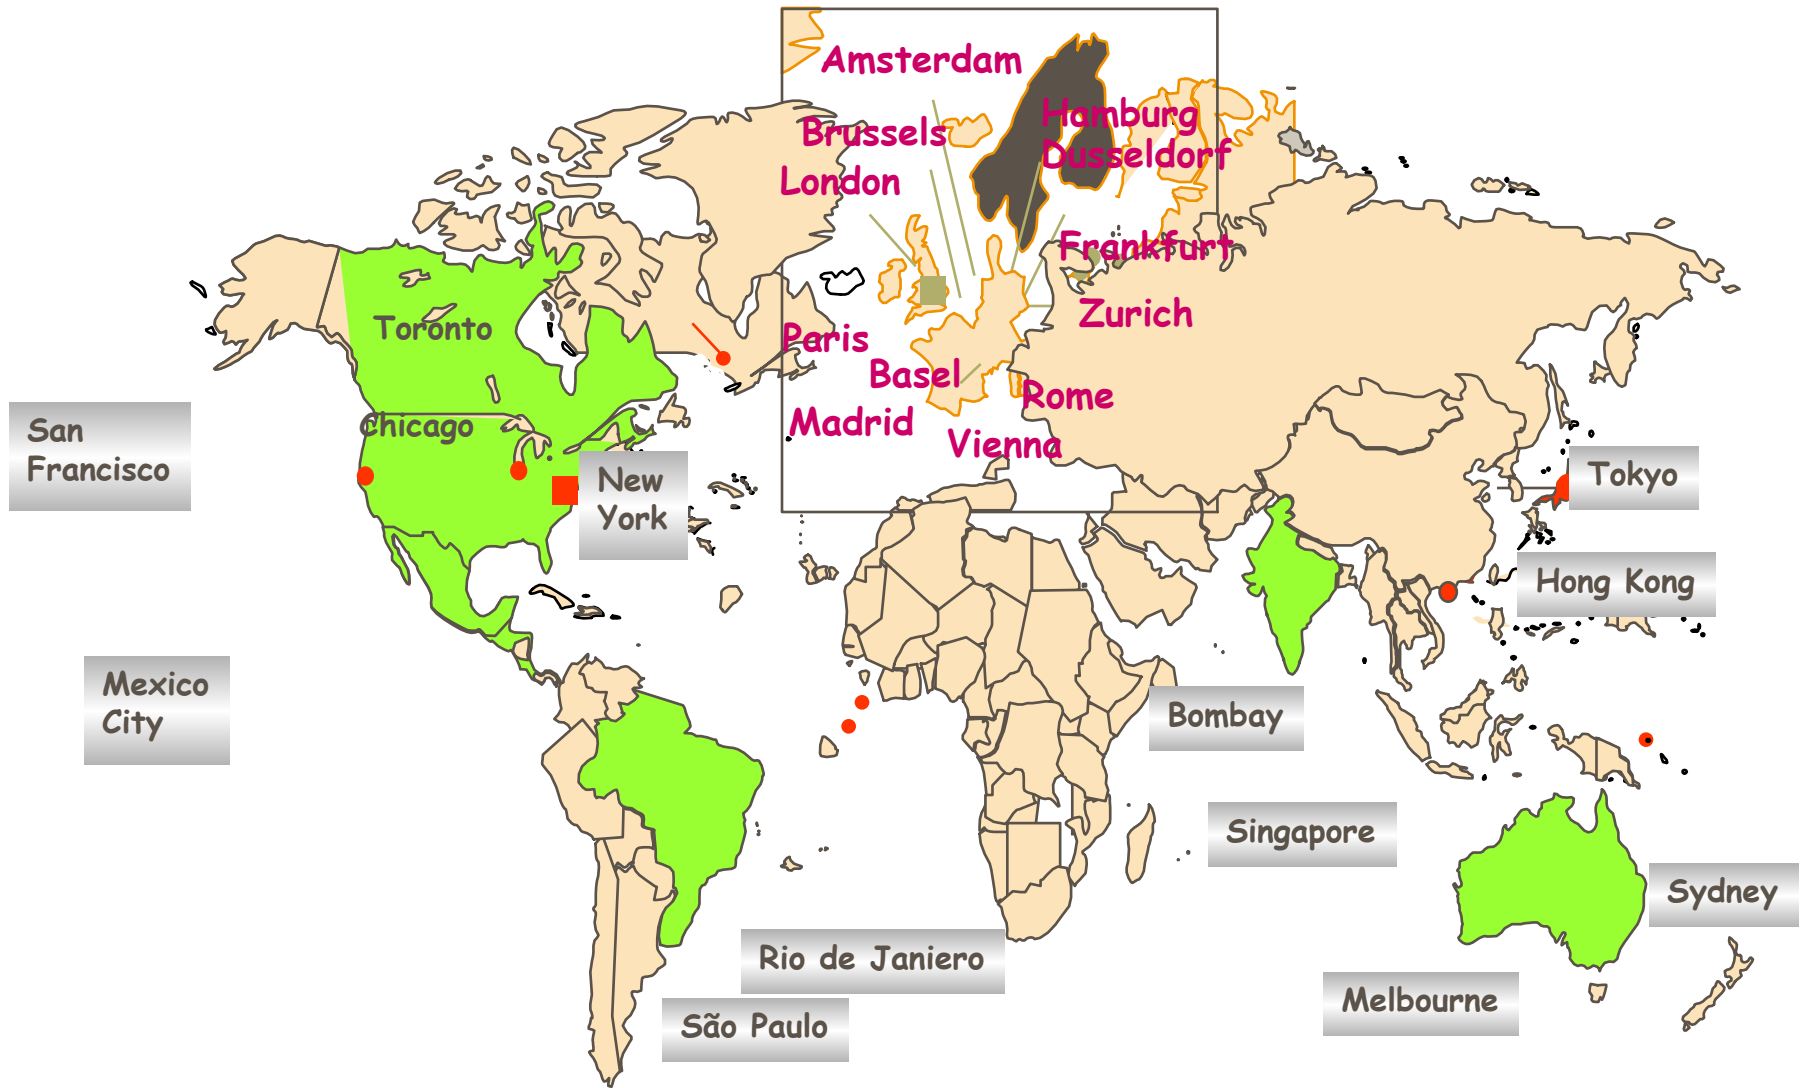 Amsterdam
Hamburg
Brussels
Dusseldorf
London
Frankfurt
Toronto
Paris
Zurich
Basel
Rome
Chicago
Madrid
Vienna
San
Francisco
New
York
Tokyo
Hong Kong
Mexico
City
Bombay
Singapore
Sydney
Rio de Janiero
Melbourne
São Paulo